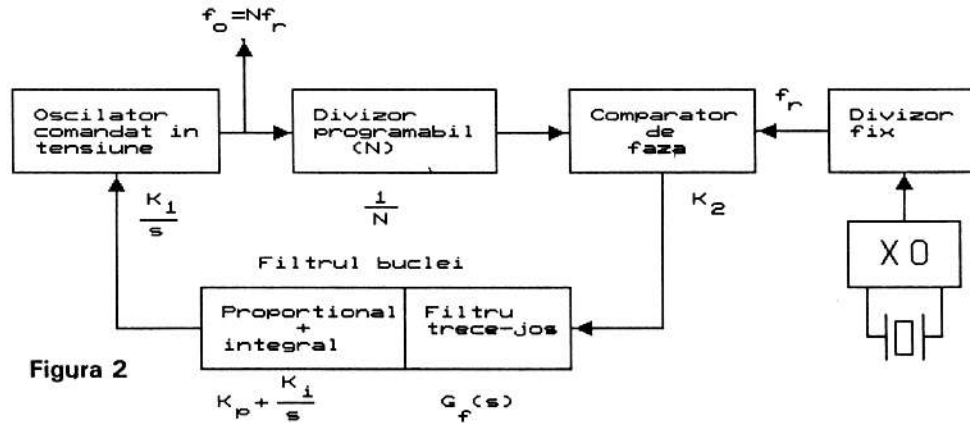 f_o=Nf_r
Oscilator
comandat in
tensiune
Divizor
programabil
(N)
Comparator
de
faza
f_r
Divizor
fix
K_1
s
1
N
K_2
XO
Filtrul buclei
Proportional
+
integral
Filtru
trece-jos
Figura 2
K_p + K_i
s
G_f(s)